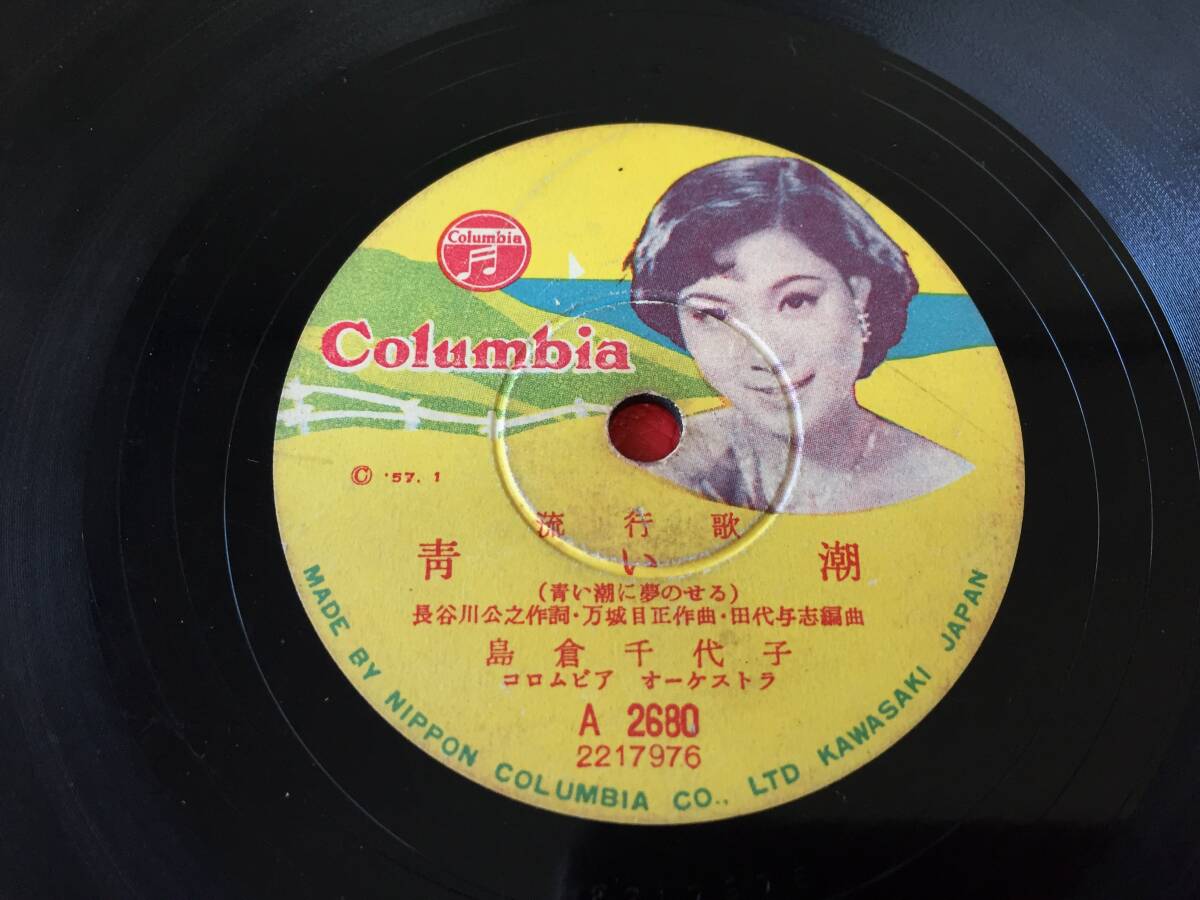 Columbia
Columbia
Ⓒ '57. 1
流行歌
青い潮
(青い潮に夢のせる)
長谷川公之作詞・万城目正作曲・田代与志編曲
島倉千代子
コロムビア オーケストラ
A 2680
2217976
MADE BY NIPPON COLUMBIA CO., LTD KAWASAKI JAPAN